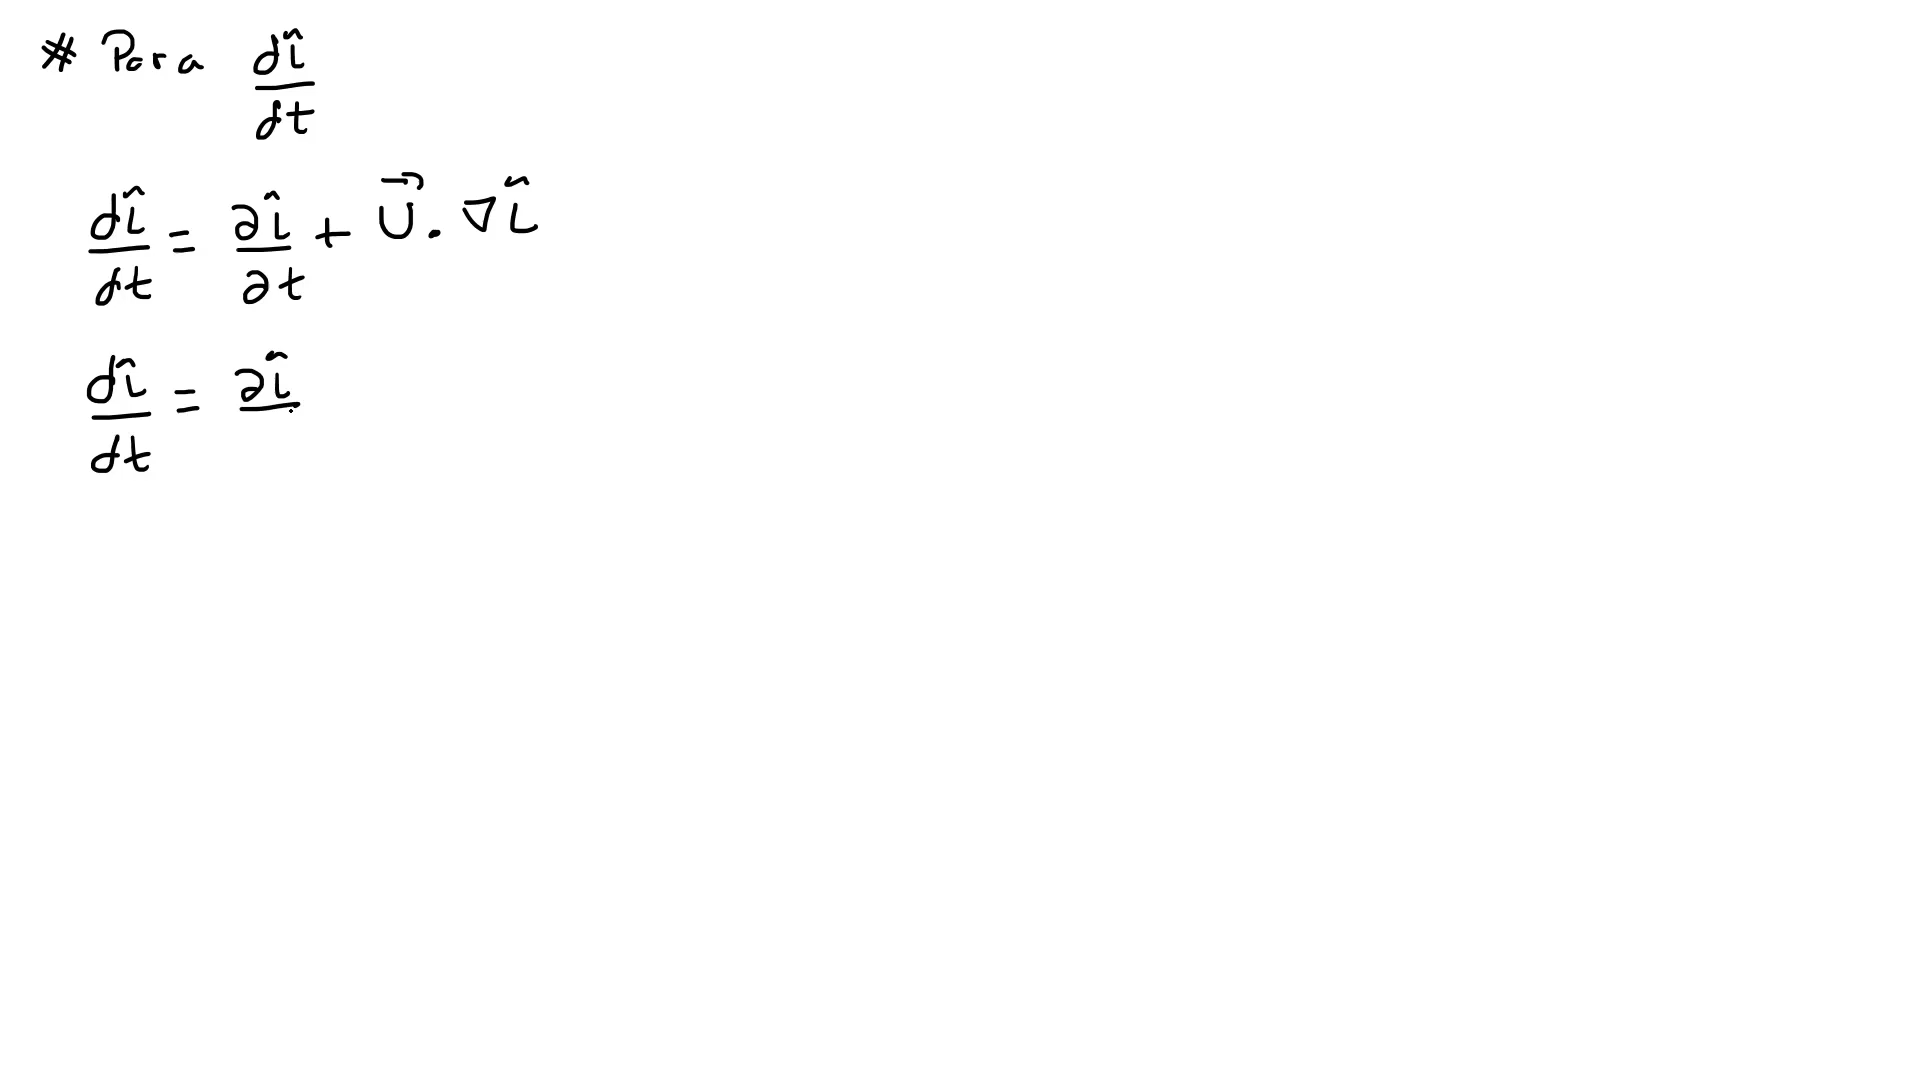 # Para dî/dt
dî/dt = ∂î/∂t + U⃗ . ∇î
dî/dt = ∂î